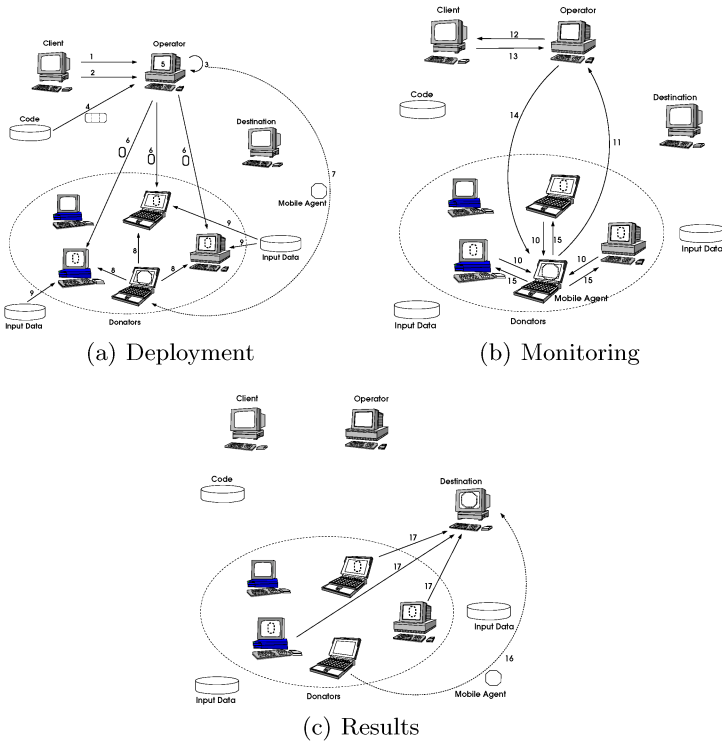 Client
Operator
1
2
5
3
4
Code
Destination
6
6
6
7
Mobile Agent
9
9
8
8
8
Input Data
9
Input Data
Donators
(a) Deployment
Client
Operator
12
13
Code
Destination
14
11
10
15
10
10
15
15
Input Data
Mobile Agent
Input Data
Donators
(b) Monitoring
Client
Operator
Code
Destination
17
17
17
Input Data
16
Input Data
Donators
Mobile Agent
(c) Results